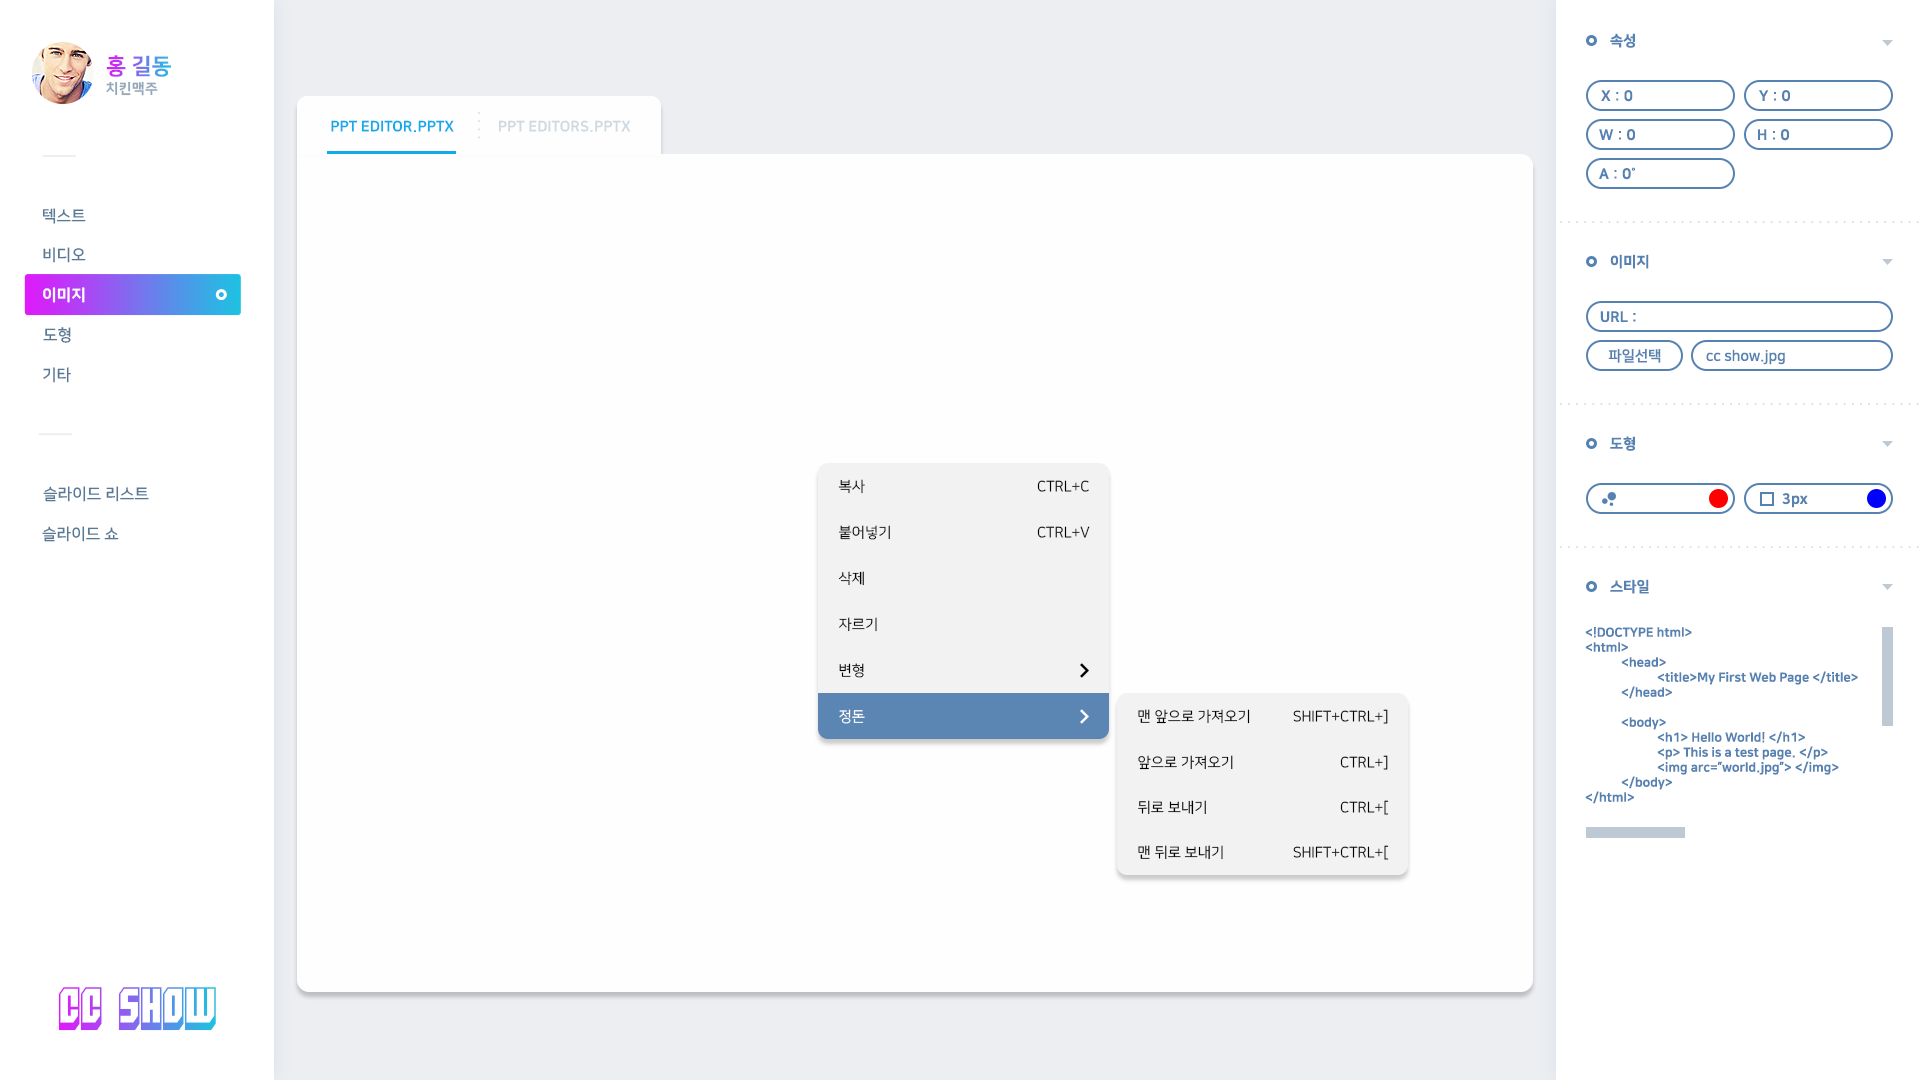 홍 길동
치킨맥주
텍스트
비디오
이미지
도형
기타
슬라이드 리스트
슬라이드 쇼
CC SHOW
PPT EDITOR.PPTX
PPT EDITORS.PPTX
복사 CTRL+C
붙어넣기 CTRL+V
삭제
자르기
변형
정돈
맨 앞으로 가져오기 SHIFT+CTRL+]
앞으로 가져오기 CTRL+]
뒤로 보내기 CTRL+[
맨 뒤로 보내기 SHIFT+CTRL+[
속성
X : 0 Y : 0
W : 0 H : 0
A : 0°
이미지
URL :
파일선택 cc show.jpg
도형
3px
스타일
<!DOCTYPE html>
<html>
<head>
<title>My First Web Page </title>
</head>
<body>
<h1> Hello World! </h1>
<p> This is a test page. </p>
<img arc="world.jpg"> </img>
</body>
</html>